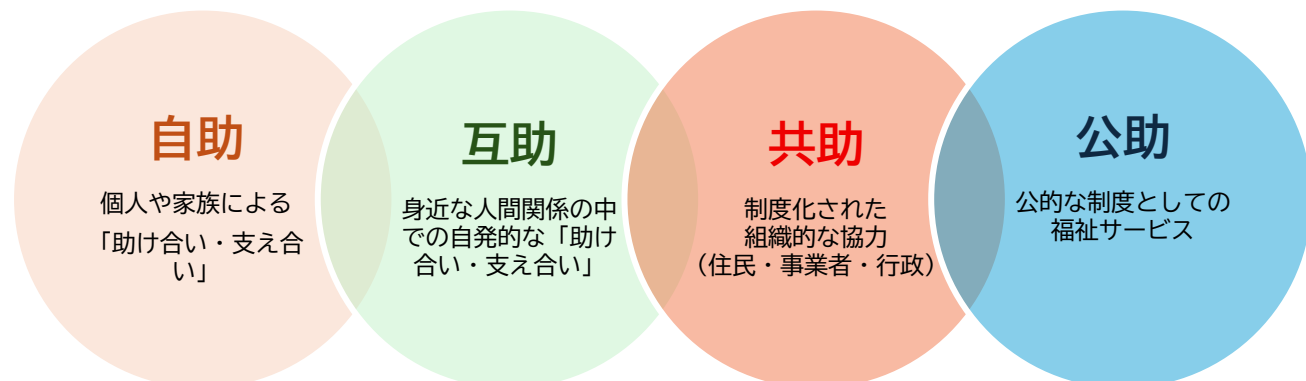 自助
個人や家族による
「助け合い・支え合
い」
互助
身近な人間関係の中
での自発的な「助け
合い・支え合い」
共助
制度化された
組織的な協力
（住民・事業者・行政）
公助
公的な制度としての
福祉サービス